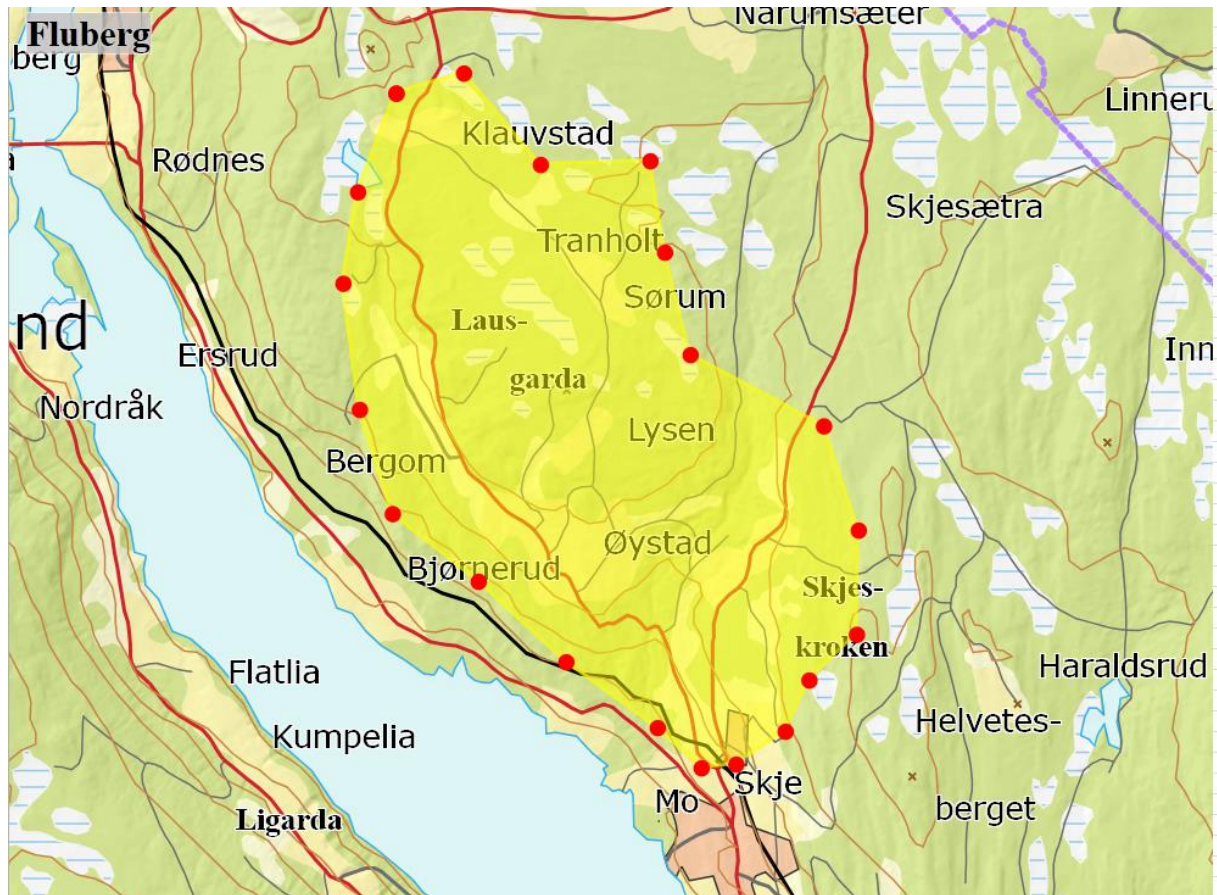 Narumsæter
Fluberg
berg
Linneru
Klauvstad
Rødnes
Skjesætra
Tranholt
Sørum
Laus-
nd
Ersrud
Inn
garda
Nordråk
Lysen
Bergom
Øystad
Bjørnerud
Skjes-
kroken
Flatlia
Haraldsrud
Helvetes-
Kumpelia
Skje
Mo
berget
Ligarda